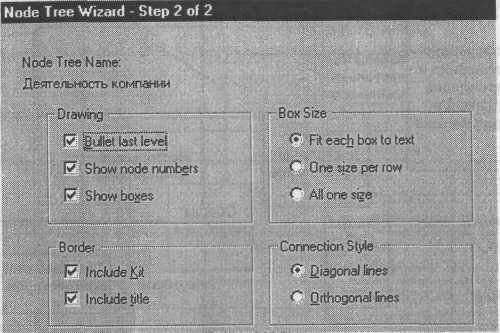 Node Tree Wizard - Step 2 of 2
Node Tree Name:
Деятельность компании
Drawing
Bullet last level
Show node numbers
Show boxes
Box Size
Fit each box to text
One size per row
All one size
Border
Include Kit
Include title
Connection Style
Diagonal lines
Orthogonal lines